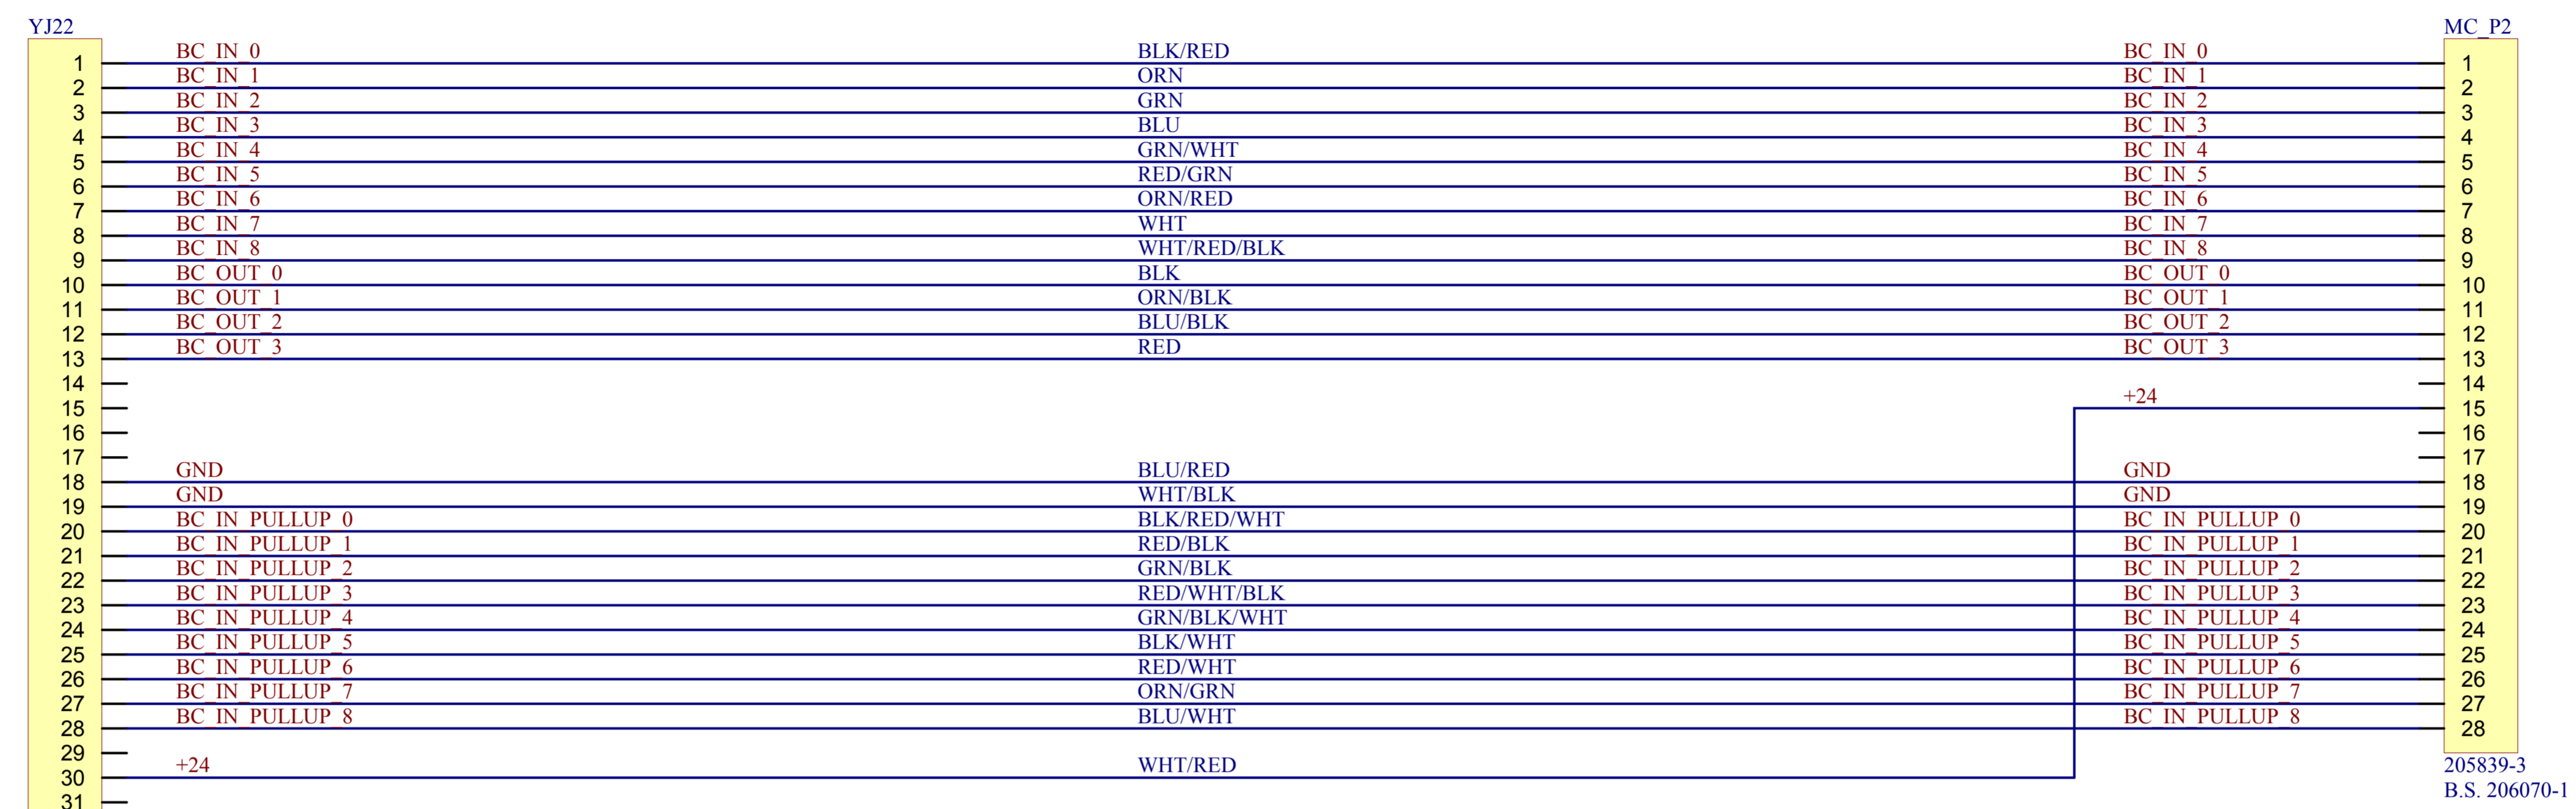 YJ22 MC_P2
BC_IN_0 BLK/RED BC_IN_0
1 1
BC_IN_1 ORN BC_IN_1
2 2
BC_IN_2 GRN BC_IN_2
3 3
BC_IN_3 BLU BC_IN_3
4 4
BC_IN_4 GRN/WHT BC_IN_4
5 5
BC_IN_5 RED/GRN BC_IN_5
6 6
BC_IN_6 ORN/RED BC_IN_6
7 7
BC_IN_7 WHT BC_IN_7
8 8
BC_IN_8 WHT/RED/BLK BC_IN_8
9 9
BC_OUT_0 BLK BC_OUT_0
10 10
BC_OUT_1 ORN/BLK BC_OUT_1
11 11
BC_OUT_2 BLU/BLK BC_OUT_2
12 12
BC_OUT_3 RED BC_OUT_3
13 13
14 14
+24
15 15
16 16
17 17
GND BLU/RED GND
18 18
GND WHT/BLK GND
19 19
BC_IN_PULLUP_0 BLK/RED/WHT BC_IN_PULLUP_0
20 20
BC_IN_PULLUP_1 RED/BLK BC_IN_PULLUP_1
21 21
BC_IN_PULLUP_2 GRN/BLK BC_IN_PULLUP_2
22 22
BC_IN_PULLUP_3 RED/WHT/BLK BC_IN_PULLUP_3
23 23
BC_IN_PULLUP_4 GRN/BLK/WHT BC_IN_PULLUP_4
24 24
BC_IN_PULLUP_5 BLK/WHT BC_IN_PULLUP_5
25 25
BC_IN_PULLUP_6 RED/WHT BC_IN_PULLUP_6
26 26
BC_IN_PULLUP_7 ORN/GRN BC_IN_PULLUP_7
27 27
BC_IN_PULLUP_8 BLU/WHT BC_IN_PULLUP_8
28 28
29
+24 WHT/RED 205839-3
30
B.S. 206070-1
31